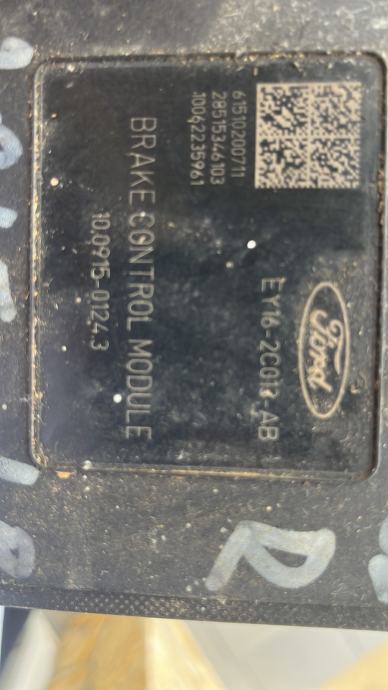 Ford
EY16-2C013-AB
61510200711
28515346103
10062235961
BRAKE CONTROL MODULE
10.0915-0124.3
R